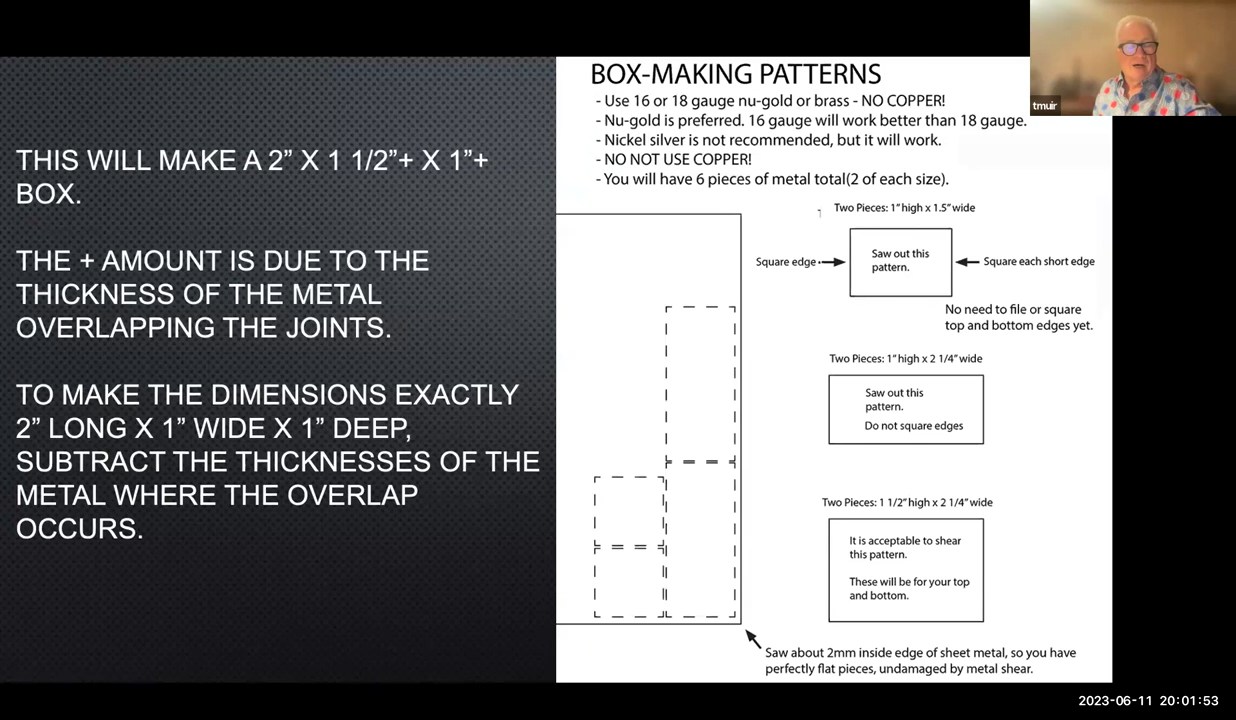 THIS WILL MAKE A 2” X 1 1/2”+ X 1”+
BOX.
THE + AMOUNT IS DUE TO THE
THICKNESS OF THE METAL
OVERLAPPING THE JOINTS.
TO MAKE THE DIMENSIONS EXACTLY
2” LONG X 1” WIDE X 1” DEEP,
SUBTRACT THE THICKNESSES OF THE
METAL WHERE THE OVERLAP
OCCURS.
BOX-MAKING PATTERNS
- Use 16 or 18 gauge nu-gold or brass - NO COPPER!
- Nu-gold is preferred. 16 gauge will work better than 18 gauge.
- Nickel silver is not recommended, but it will work.
- NO NOT USE COPPER!
- You will have 6 pieces of metal total(2 of each size).
Two Pieces: 1” high x 1.5” wide
Square edge
Saw out this
pattern.
Square each short edge
No need to file or square
top and bottom edges yet.
Two Pieces: 1” high x 2 1/4” wide
Saw out this
pattern.
Do not square edges
Two Pieces: 1 1/2” high x 2 1/4” wide
It is acceptable to shear
this pattern.
These will be for your top
and bottom.
Saw about 2mm inside edge of sheet metal, so you have
perfectly flat pieces, undamaged by metal shear.
tmuir
2023-06-11 20:01:53